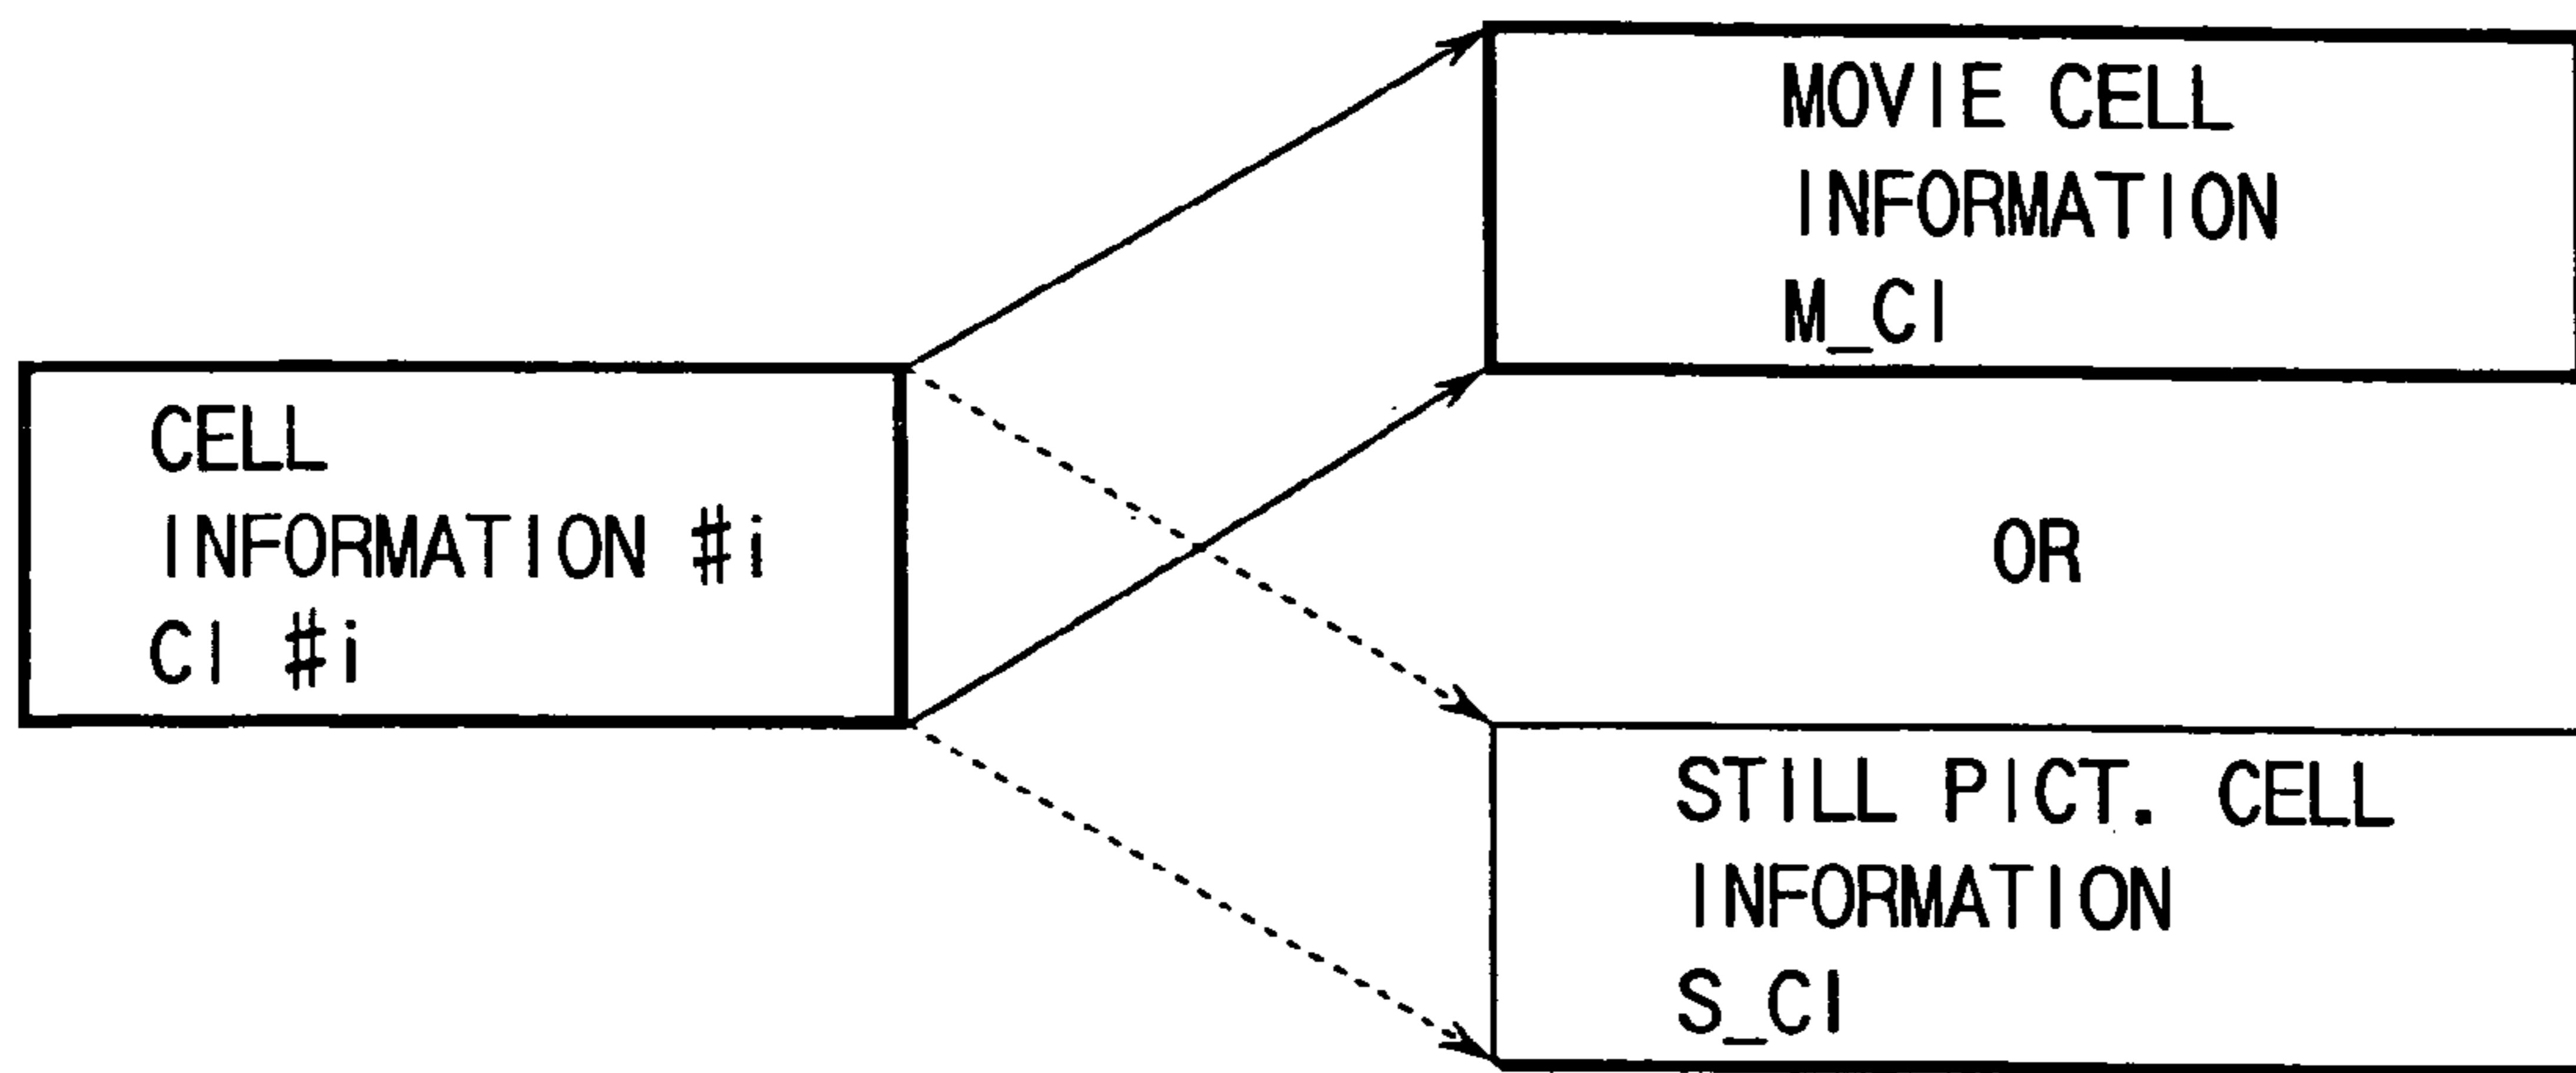 CELL
INFORMATION #i
CI #i
MOVIE CELL
INFORMATION
M_CI
OR
STILL PICT. CELL
INFORMATION
S_CI